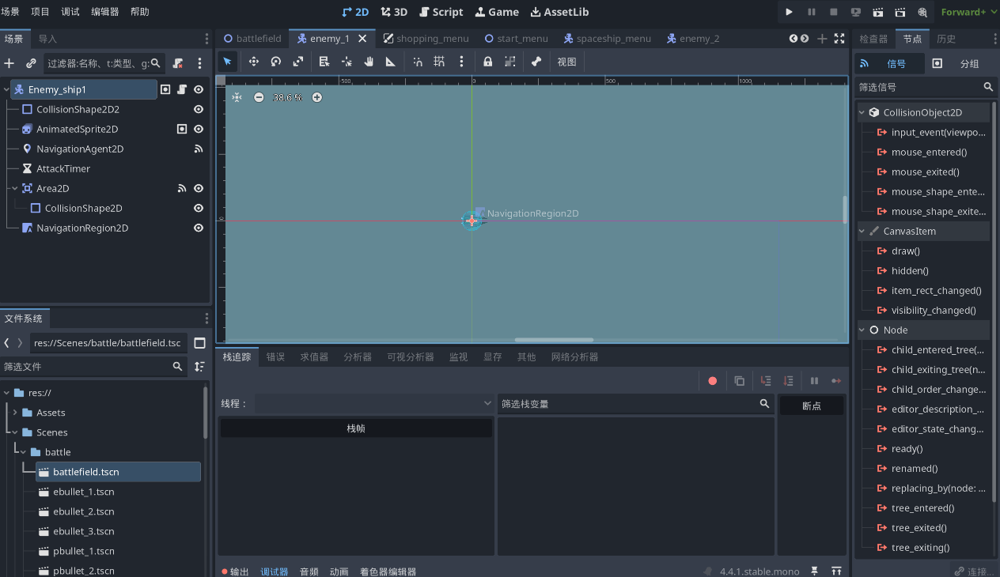 场景 项目 调试 编辑器 帮助 2D 3D Script Game AssetLib Forward+
场景 导入
过滤器:名称、t:类型、g:
Enemy_ship1
CollisionShape2D2
AnimatedSprite2D
NavigationAgent2D
AttackTimer
Area2D
CollisionShape2D
NavigationRegion2D
文件系统
res://Scenes/battle/battlefield.tsc
筛选文件
res://
Assets
Scenes
battle
battlefield.tscn
ebullet_1.tscn
ebullet_2.tscn
ebullet_3.tscn
pbullet_1.tscn
pbullet_2.tscn
battlefield enemy_1 shopping_menu start_menu spaceship_menu enemy_2
视图
500 0 500 1000
38.6 %
0
NavigationRegion2D
栈追踪 错误 求值器 分析器 可视分析器 监视 显存 其他 网络分析器
线程： 筛选栈变量 断点
栈帧
输出 调试器 音频 动画 着色器编辑器 4.4.1.stable.mono
检查器 节点 历史
信号 分组
筛选信号
CollisionObject2D
input_event(viewpo...
mouse_entered()
mouse_exited()
mouse_shape_ente...
mouse_shape_exite...
CanvasItem
draw()
hidden()
item_rect_changed()
visibility_changed()
Node
child_entered_tree(...
child_exiting_tree(n...
child_order_change...
editor_description_...
editor_state_chang...
ready()
renamed()
replacing_by(node: ...
tree_entered()
tree_exited()
tree_exiting()
连接...